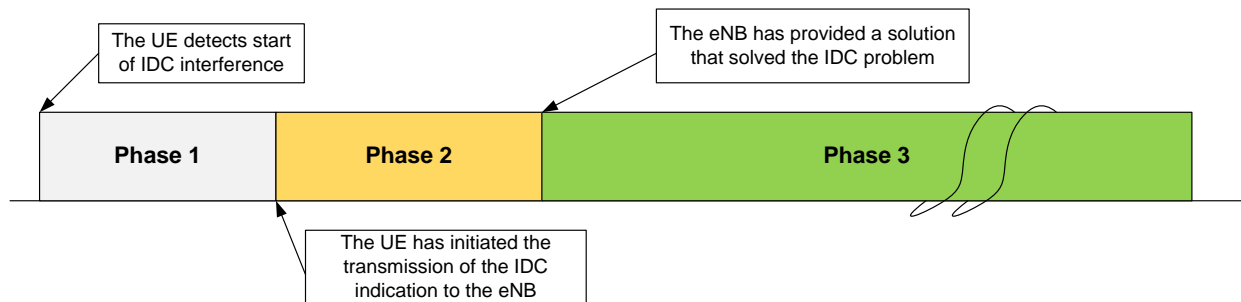 The UE detects start
of IDC interference
The eNB has provided a solution
that solved the IDC problem
Phase 1
Phase 2
Phase 3
The UE has initiated the
transmission of the IDC
indication to the eNB